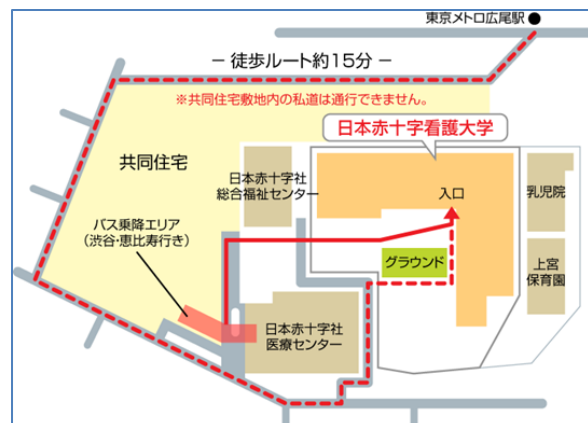 東京メトロ広尾駅
－ 徒歩ルート約15分 －
※共同住宅敷地内の私道は通行できません。
日本赤十字看護大学
共同住宅
日本赤十字社
総合福祉センター
入口
乳児院
バス乗降エリア
（渋谷・恵比寿行き）
グラウンド
上宮
保育園
日本赤十字社
医療センター